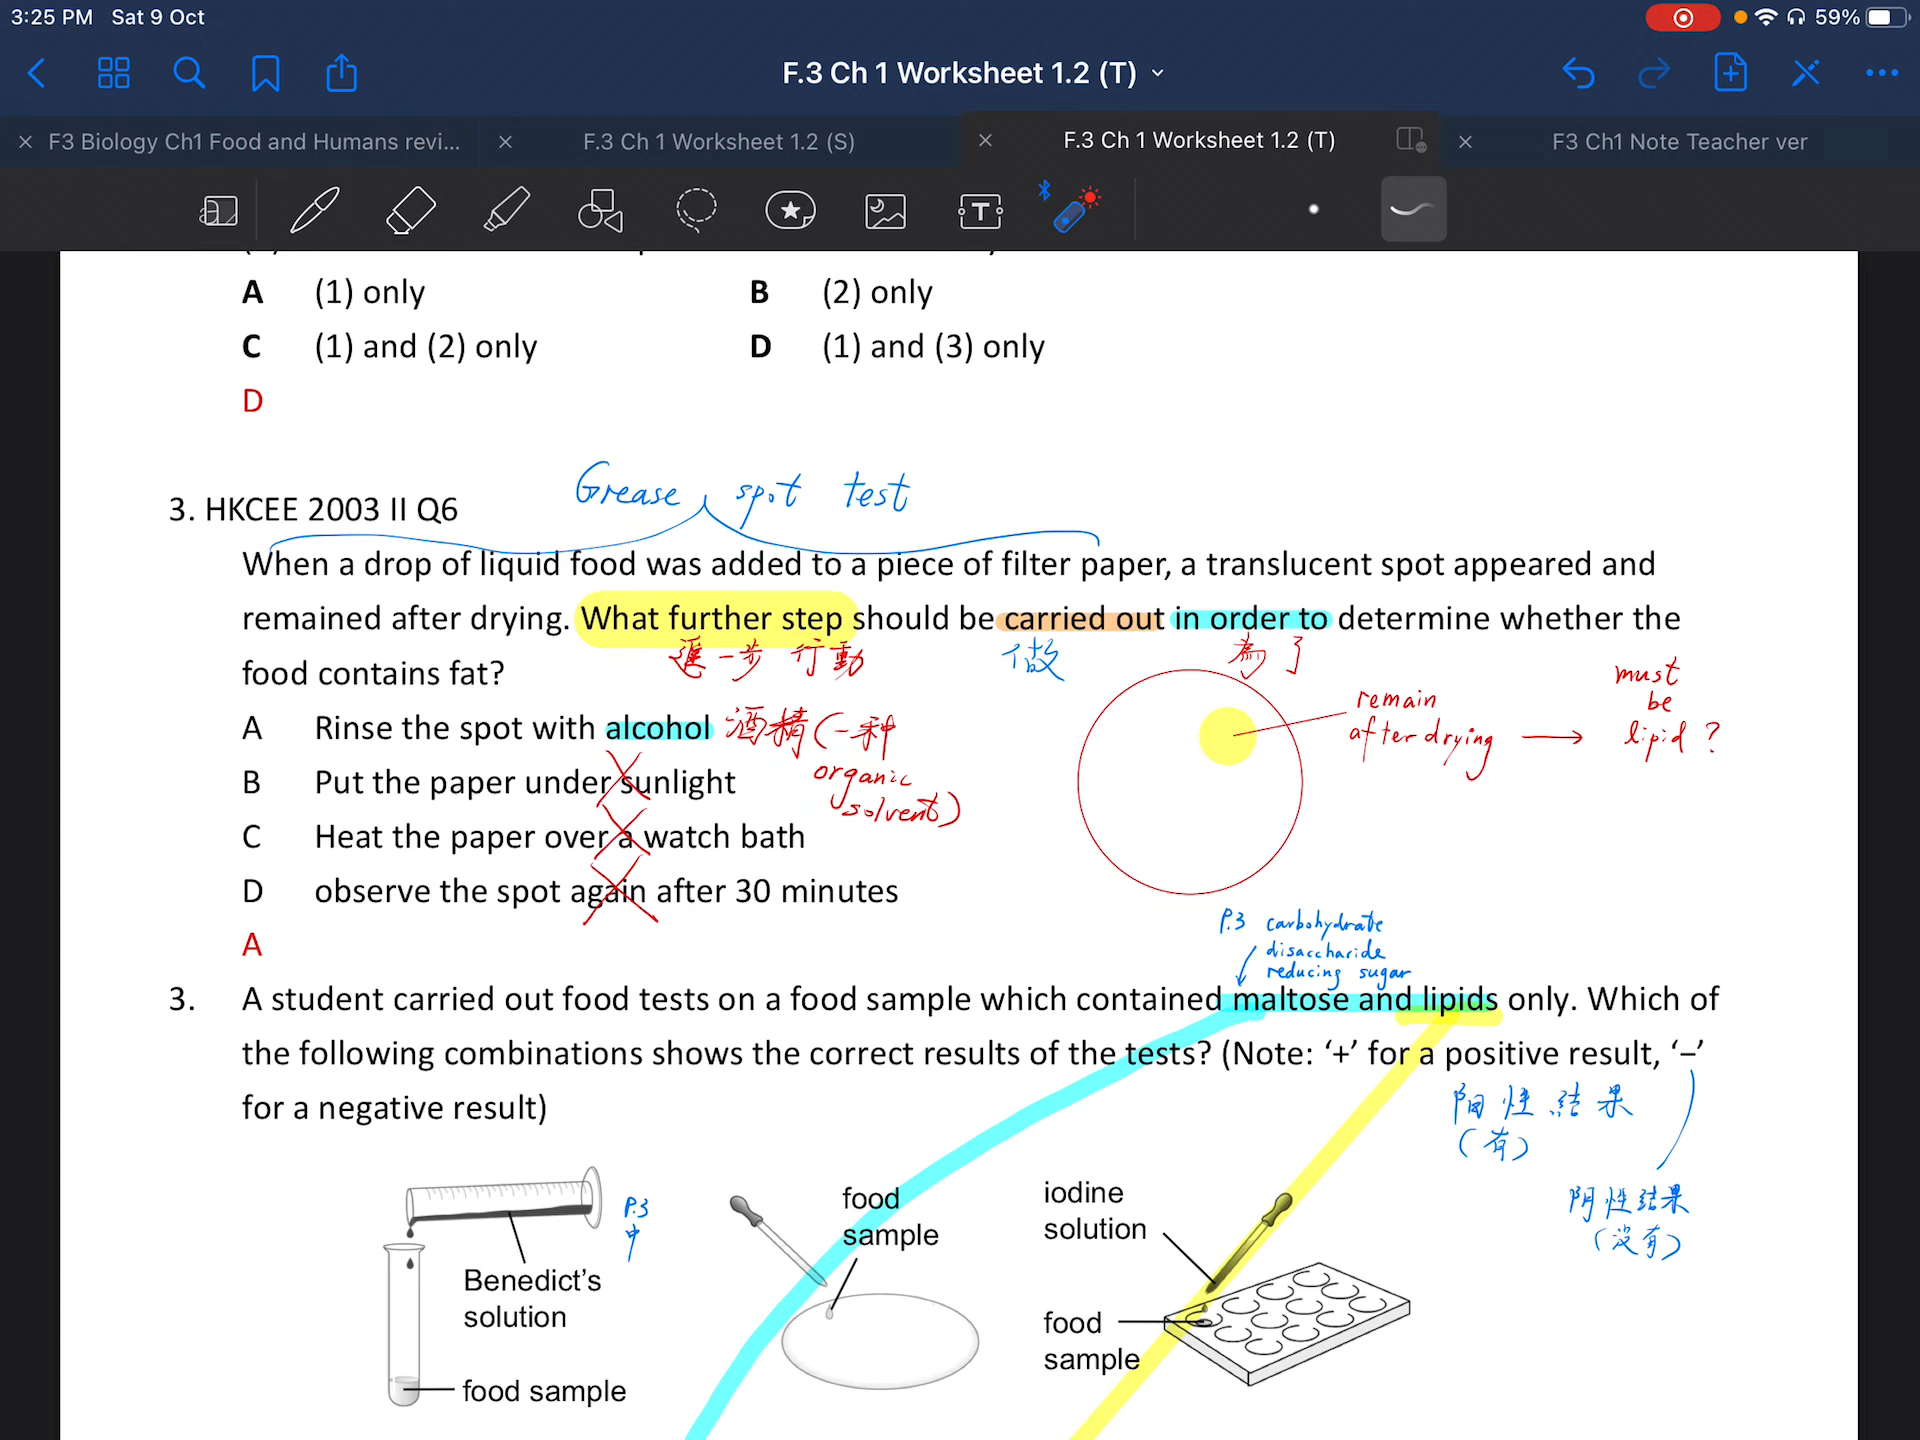 3:25 PM Sat 9 Oct
59%
F.3 Ch 1 Worksheet 1.2 (T)
F3 Biology Ch1 Food and Humans revi...
F.3 Ch 1 Worksheet 1.2 (S)
F.3 Ch 1 Worksheet 1.2 (T)
F3 Ch1 Note Teacher ver
A (1) only B (2) only
C (1) and (2) only D (1) and (3) only
D
Grease spot test
3. HKCEE 2003 II Q6
When a drop of liquid food was added to a piece of filter paper, a translucent spot appeared and
remained after drying. What further step should be carried out in order to determine whether the
進一步 行動 做 為了
food contains fat?
remain
after drying
must
be
lipid ?
A Rinse the spot with alcohol 酒精(一种
organic
solvent)
B Put the paper under sunlight
C Heat the paper over a watch bath
D observe the spot again after 30 minutes
A
P.3 carbohydrate
disaccharide
reducing sugar
3. A student carried out food tests on a food sample which contained maltose and lipids only. Which of
the following combinations shows the correct results of the tests? (Note: ‘+’ for a positive result, ‘−’
for a negative result)
阳性結果
(有)
阴性結果
(没有)
P.3
中
Benedict’s
solution
food sample
food
sample
iodine
solution
food
sample